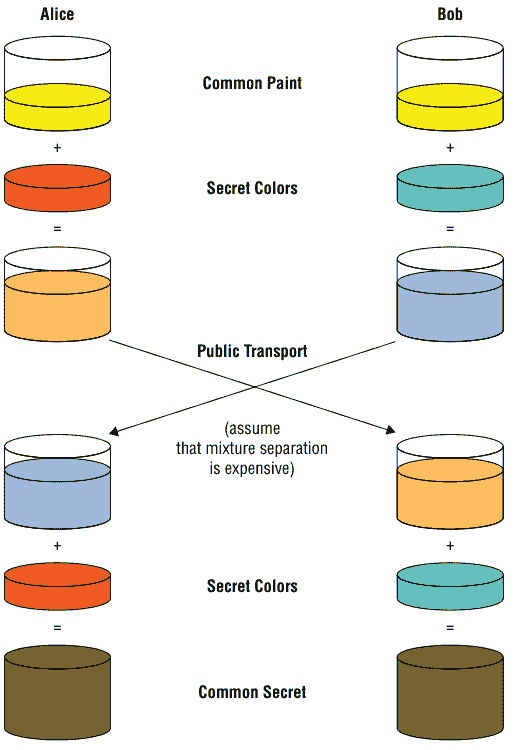 Alice
Bob
Common Paint
+
+
Secret Colors
=
=
Public Transport
(assume
that mixture separation
is expensive)
+
+
Secret Colors
=
=
Common Secret